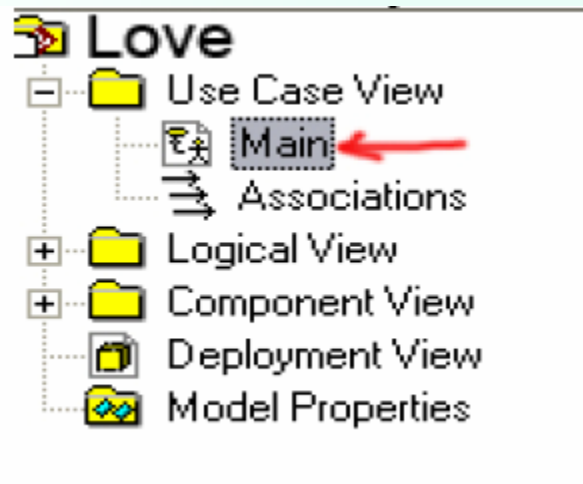 Love
Use Case View
Main
Associations
Logical View
Component View
Deployment View
Model Properties